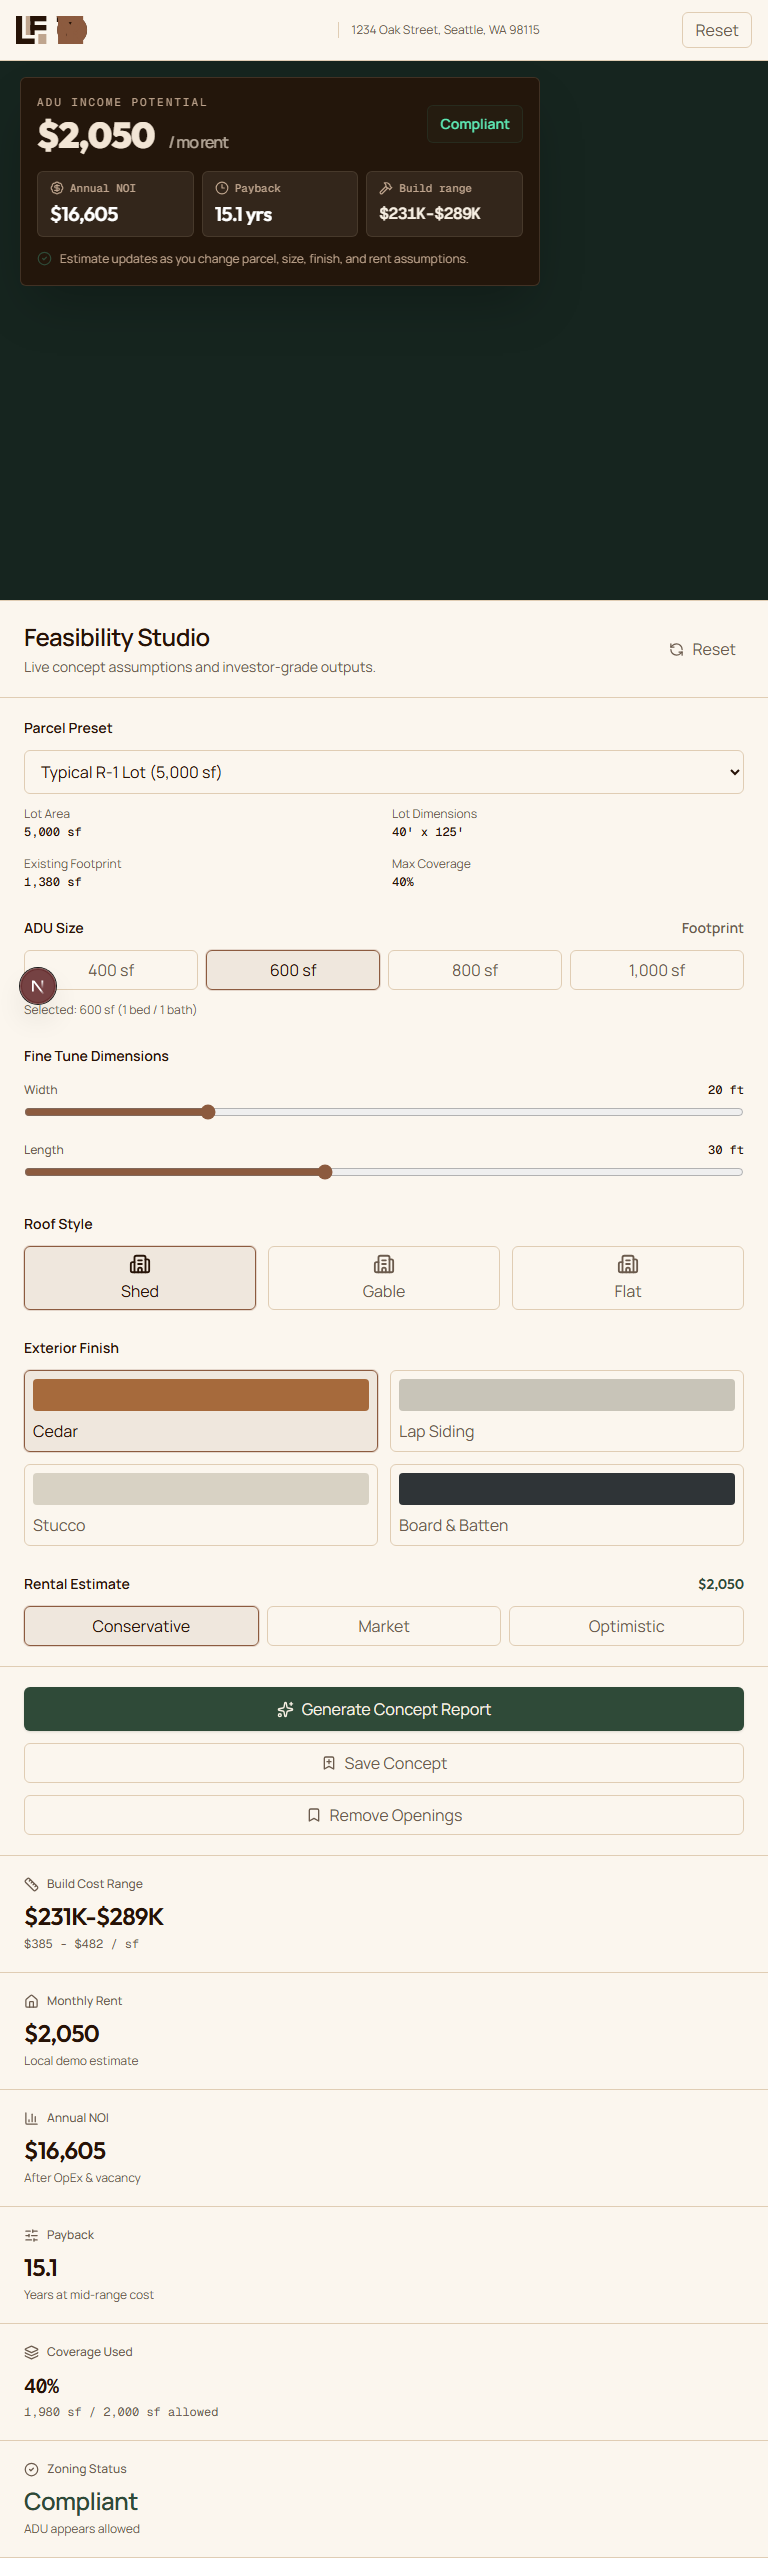 LF
1234 Oak Street, Seattle, WA 98115
Reset
ADU INCOME POTENTIAL
$2,050 / mo rent
Compliant
Annual NOI
$16,605
Payback
15.1 yrs
Build range
$231K-$289K
Estimate updates as you change parcel, size, finish, and rent assumptions.
Feasibility Studio
Live concept assumptions and investor-grade outputs.
Reset
Parcel Preset
Typical R-1 Lot (5,000 sf)
Lot Area
5,000 sf
Lot Dimensions
40' x 125'
Existing Footprint
1,380 sf
Max Coverage
40%
ADU Size
Footprint
400 sf
600 sf
800 sf
1,000 sf
N
Selected: 600 sf (1 bed / 1 bath)
Fine Tune Dimensions
Width
20 ft
Length
30 ft
Roof Style
Shed
Gable
Flat
Exterior Finish
Cedar
Lap Siding
Stucco
Board & Batten
Rental Estimate
$2,050
Conservative
Market
Optimistic
Generate Concept Report
Save Concept
Remove Openings
Build Cost Range
$231K-$289K
$385 - $482 / sf
Monthly Rent
$2,050
Local demo estimate
Annual NOI
$16,605
After OpEx & vacancy
Payback
15.1
Years at mid-range cost
Coverage Used
40%
1,980 sf / 2,000 sf allowed
Zoning Status
Compliant
ADU appears allowed